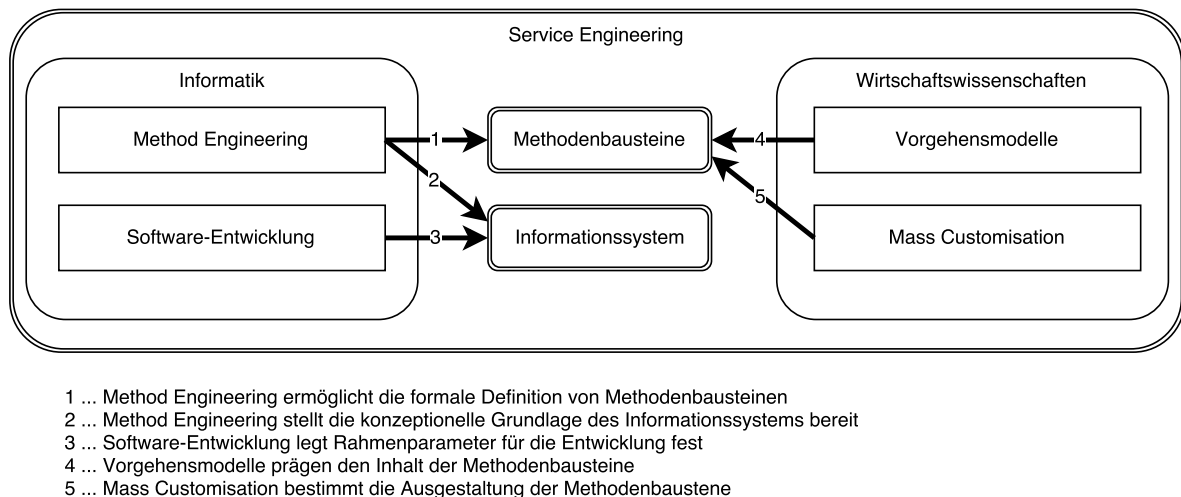 Service Engineering
Informatik
Wirtschaftswissenschaften
Method Engineering
1
Methodenbausteine
4
Vorgehensmodelle
2
5
Software-Entwicklung
3
Informationssystem
Mass Customisation
1 ... Method Engineering ermöglicht die formale Definition von Methodenbausteinen
2 ... Method Engineering stellt die konzeptionelle Grundlage des Informationssystems bereit
3 ... Software-Entwicklung legt Rahmenparameter für die Entwicklung fest
4 ... Vorgehensmodelle prägen den Inhalt der Methodenbausteine
5 ... Mass Customisation bestimmt die Ausgestaltung der Methodenbaustene